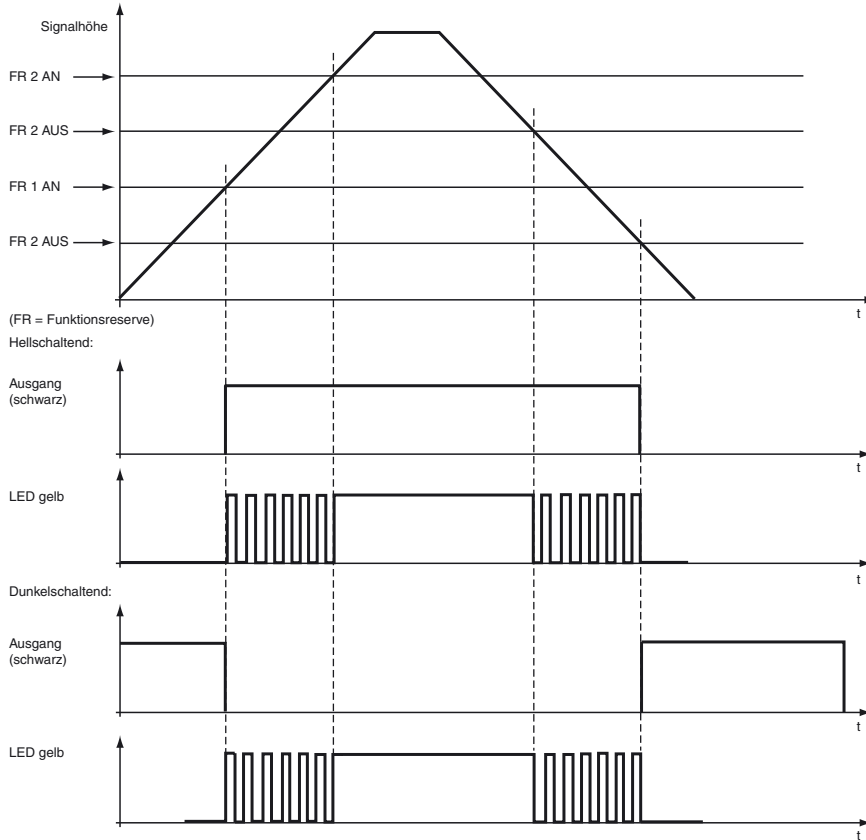 Signalhöhe
FR 2 AN
FR 2 AUS
FR 1 AN
FR 2 AUS
t
(FR = Funktionsreserve)
Hellschaltend:
Ausgang
(schwarz)
t
LED gelb
t
Dunkelschaltend:
Ausgang
(schwarz)
t
LED gelb
t